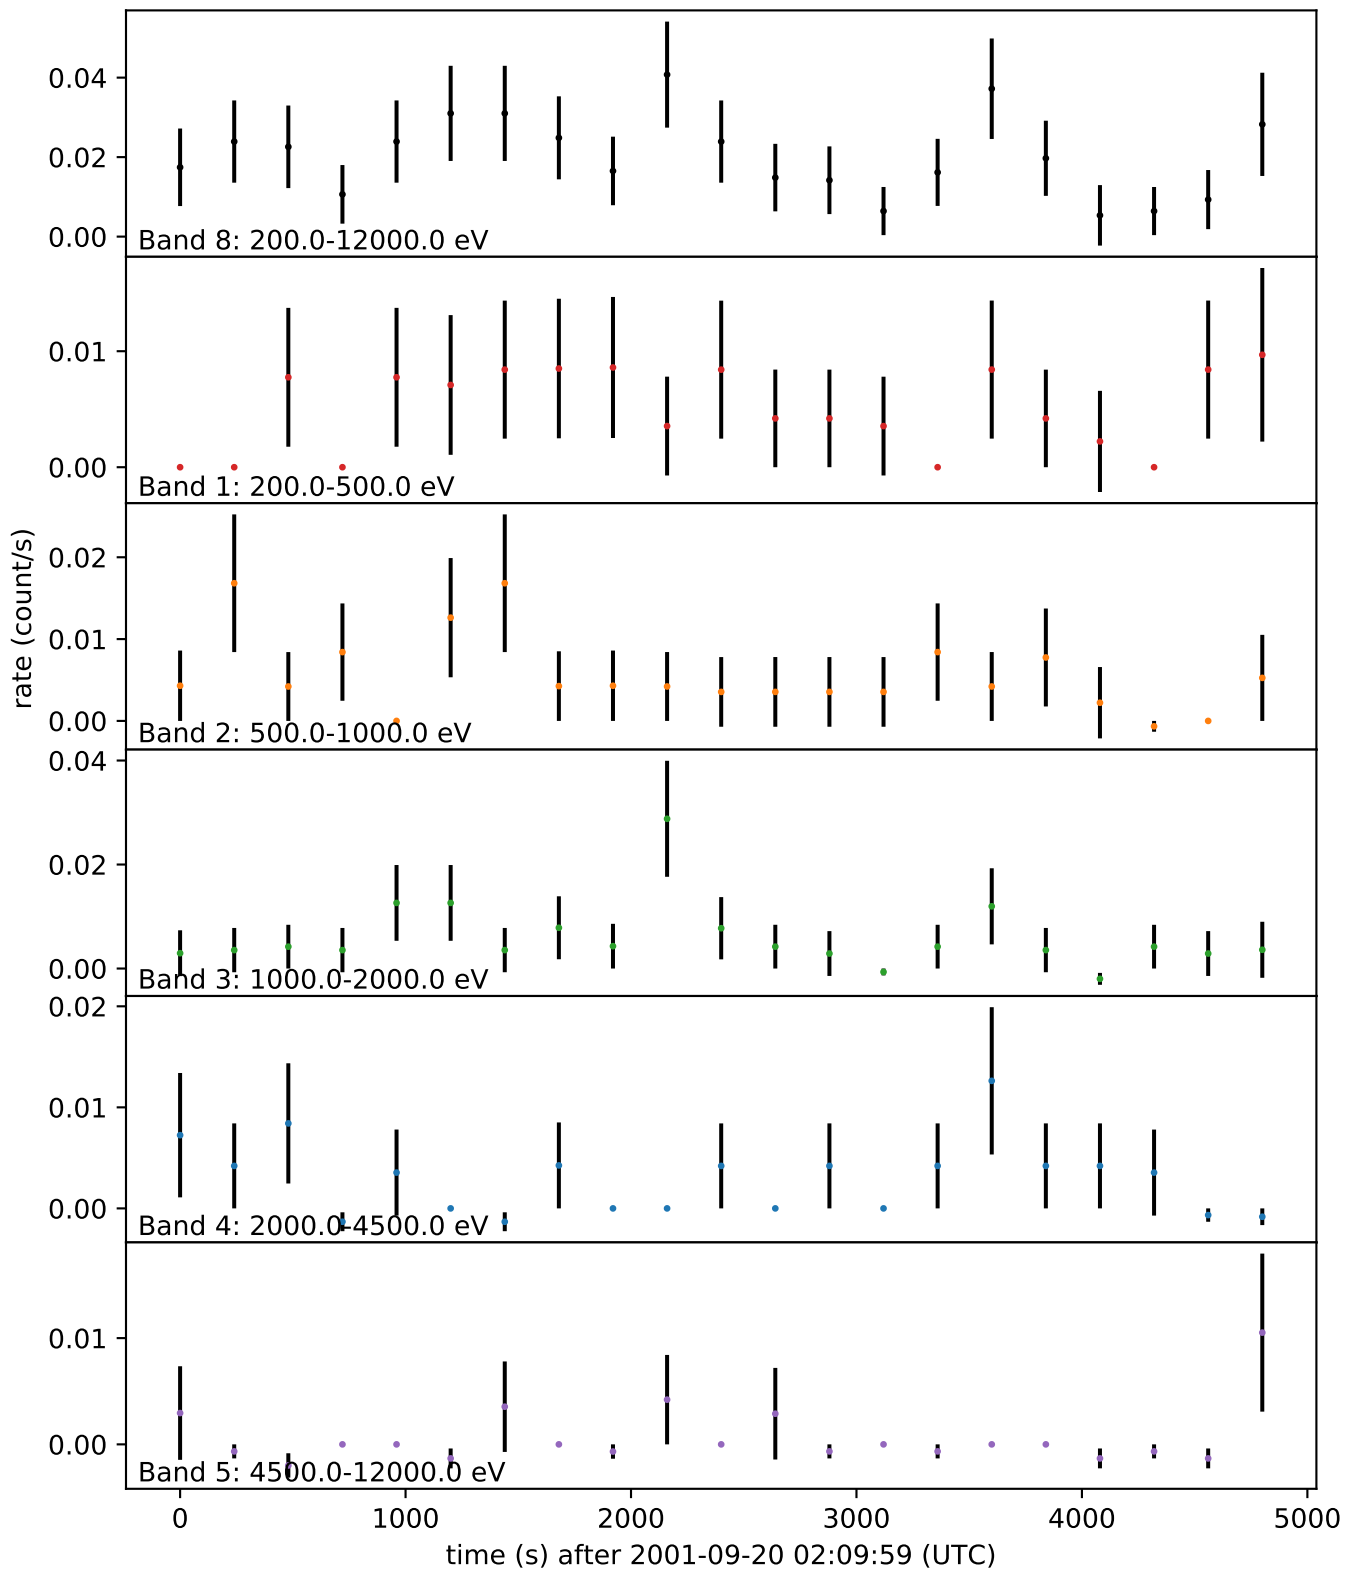 0.04
0.02
0.00
Band 8: 200.0-12000.0 eV
0.01
0.00
Band 1: 200.0-500.0 eV
rate (count/s)
0.02
0.01
0.00
Band 2: 500.0-1000.0 eV
0.04
0.02
0.00
Band 3: 1000.0-2000.0 eV
0.02
0.01
0.00
Band 4: 2000.0-4500.0 eV
0.01
0.00
Band 5: 4500.0-12000.0 eV
0 1000 2000 3000 4000 5000
time (s) after 2001-09-20 02:09:59 (UTC)